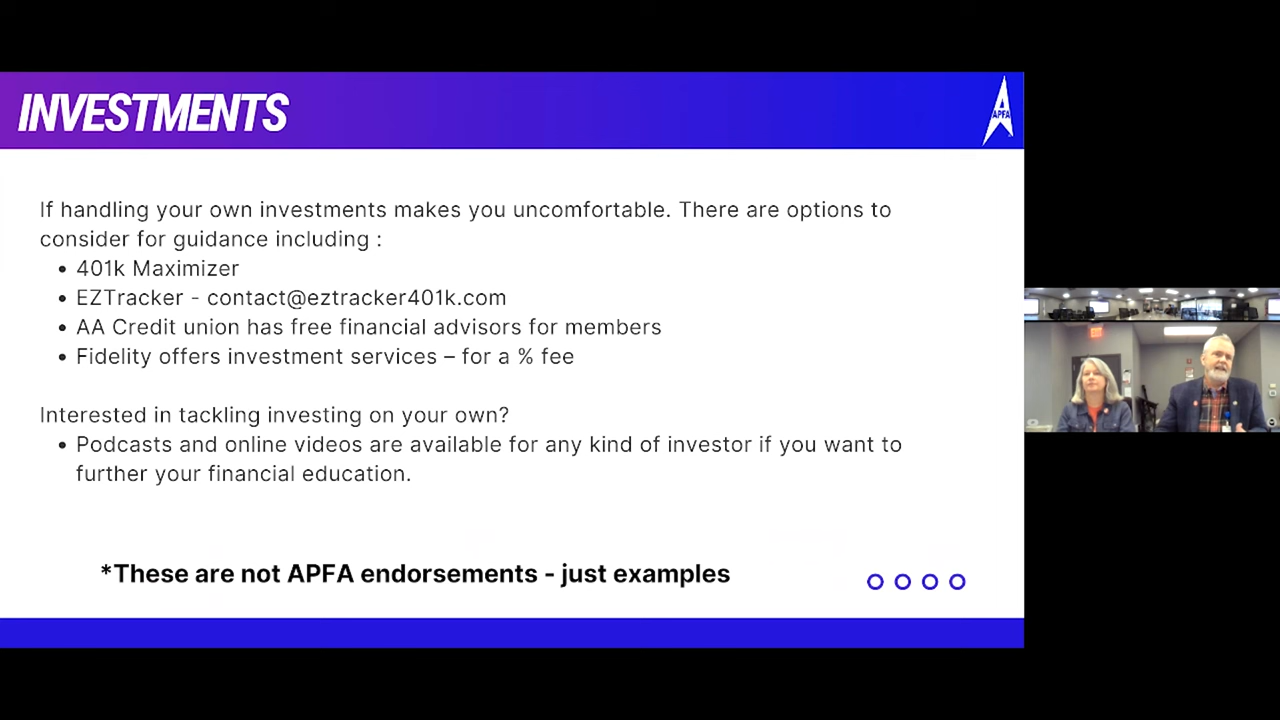 INVESTMENTS
APFA
If handling your own investments makes you uncomfortable. There are options to
consider for guidance including :
• 401k Maximizer
• EZTracker - contact@eztracker401k.com
• AA Credit union has free financial advisors for members
• Fidelity offers investment services – for a % fee
Interested in tackling investing on your own?
• Podcasts and online videos are available for any kind of investor if you want to
further your financial education.
*These are not APFA endorsements - just examples